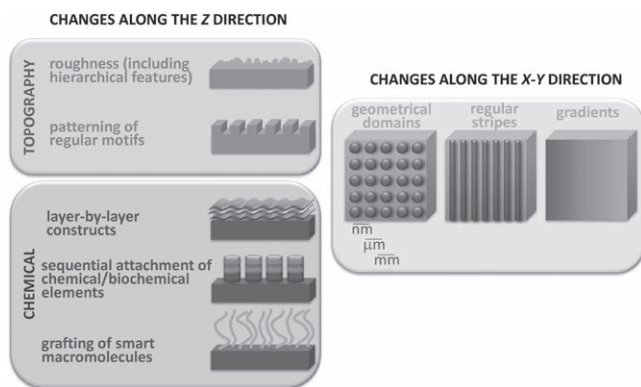 CHANGES ALONG THE Z DIRECTION
TOPOGRAPHY
roughness (including
hierarchical features)
patterning of
regular motifs
CHEMICAL
layer-by-layer
constructs
sequential attachment of
chemical/biochemical
elements
grafting of smart
macromolecules
CHANGES ALONG THE X-Y DIRECTION
geometrical
domains
regular
stripes
gradients
nm
μm
mm